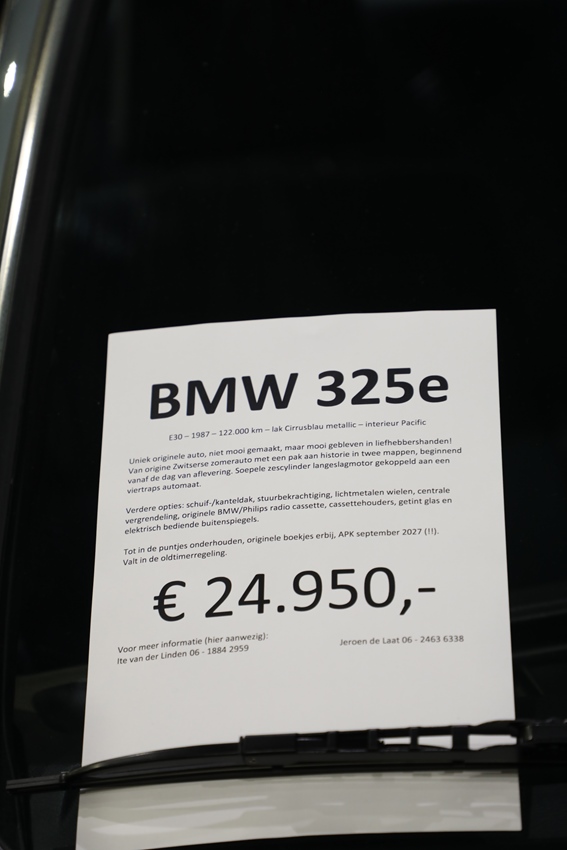 BMW 325e
E30 – 1987 – 122.000 km – lak Cirrusblau metallic – interieur Pacific
Uniek originele auto, niet mooi gemaakt, maar mooi gebleven in liefhebbershanden!
Van origine Zwitserse zomerauto met een pak aan historie in twee mappen, beginnend
vanaf de dag van aflevering. Soepele zescylinder langeslagmotor gekoppeld aan een
viertraps automaat.
Verdere opties: schuif-/kanteldak, stuurbekrachtiging, lichtmetalen wielen, centrale
vergrendeling, originele BMW/Philips radio cassette, cassettehouders, getint glas en
elektrisch bediende buitenspiegels.
Tot in de puntjes onderhouden, originele boekjes erbij, APK september 2027 (!!).
Valt in de oldtimerregeling.
€ 24.950,-
Voor meer informatie (hier aanwezig):
Ite van der Linden 06 - 1884 2959
Jeroen de Laat 06 - 2463 6338